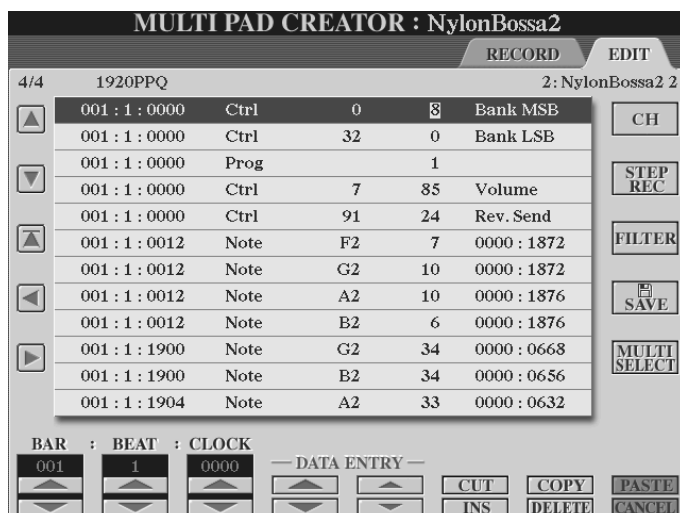 MULTI PAD CREATOR : NylonBossa2
RECORD EDIT
4/4 1920PPQ 2: NylonBossa2 2
001 : 1 : 0000 Ctrl 0 8 Bank MSB
001 : 1 : 0000 Ctrl 32 0 Bank LSB
001 : 1 : 0000 Prog 1
001 : 1 : 0000 Ctrl 7 85 Volume
001 : 1 : 0000 Ctrl 91 24 Rev. Send
001 : 1 : 0012 Note F2 7 0000 : 1872
001 : 1 : 0012 Note G2 10 0000 : 1872
001 : 1 : 0012 Note A2 10 0000 : 1876
001 : 1 : 0012 Note B2 6 0000 : 1876
001 : 1 : 1900 Note G2 34 0000 : 0668
001 : 1 : 1900 Note B2 34 0000 : 0656
001 : 1 : 1904 Note A2 33 0000 : 0632
CH
STEP
REC
FILTER
SAVE
MULTI
SELECT
BAR : BEAT : CLOCK
001 1 0000
DATA ENTRY
CUT COPY PASTE
INS DELETE CANCEL